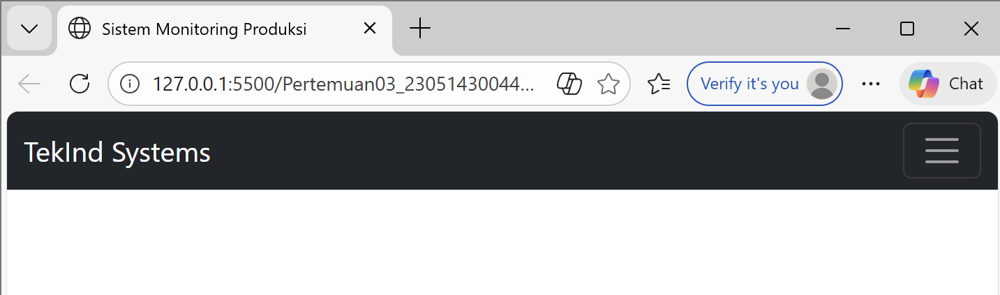 Sistem Monitoring Produksi
127.0.0.1:5500/Pertemuan03_23051430044...
Verify it's you
Chat
TekInd Systems